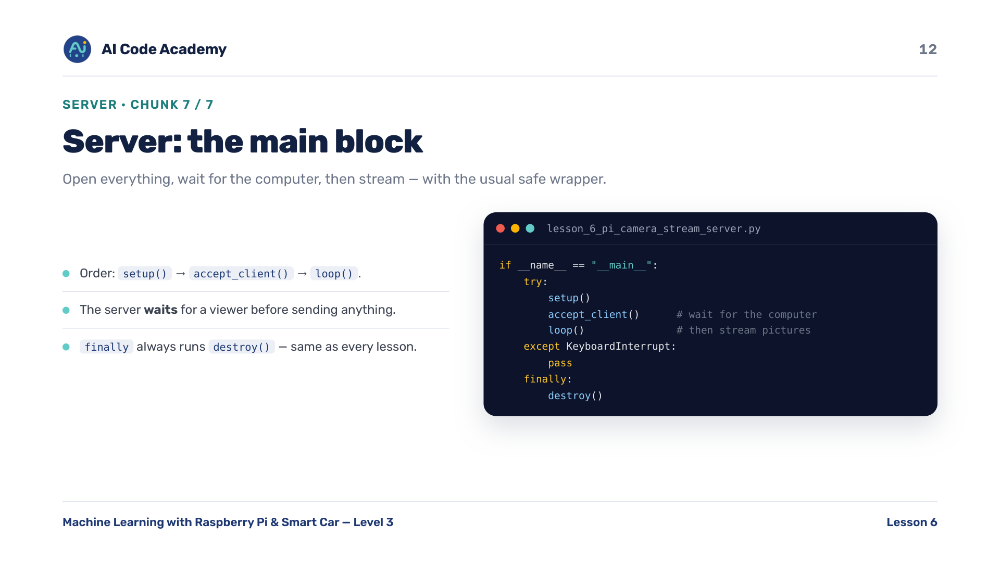 AI Code Academy
12
SERVER • CHUNK 7 / 7
Server: the main block
Open everything, wait for the computer, then stream — with the usual safe wrapper.
Order: setup() → accept_client() → loop().
The server waits for a viewer before sending anything.
finally always runs destroy() — same as every lesson.
lesson_6_pi_camera_stream_server.py
if __name__ == "__main__":
    try:
        setup()
        accept_client()      # wait for the computer
        loop()               # then stream pictures
    except KeyboardInterrupt:
        pass
    finally:
        destroy()
Machine Learning with Raspberry Pi & Smart Car — Level 3
Lesson 6